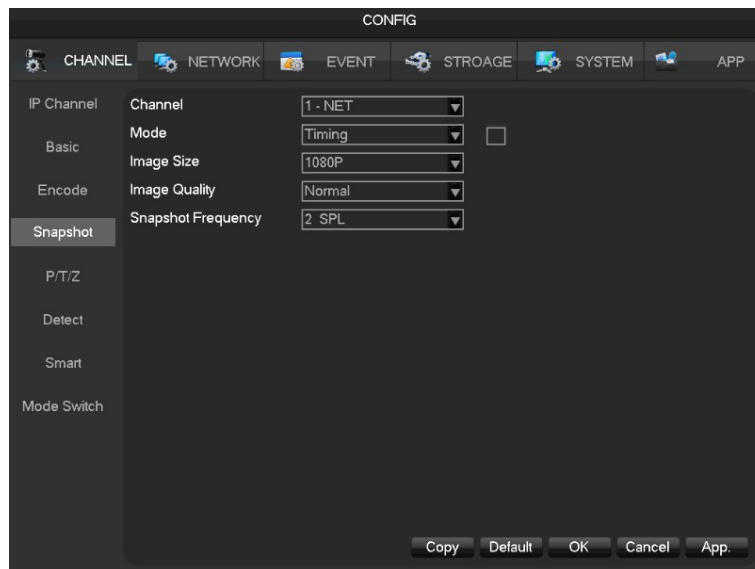 CONFIG
CHANNEL NETWORK EVENT STROAGE SYSTEM APP
IP Channel
Basic
Encode
Snapshot
P/T/Z
Detect
Smart
Mode Switch
Channel 1 - NET
Mode Timing
Image Size 1080P
Image Quality Normal
Snapshot Frequency 2 SPL
Copy Default OK Cancel App.